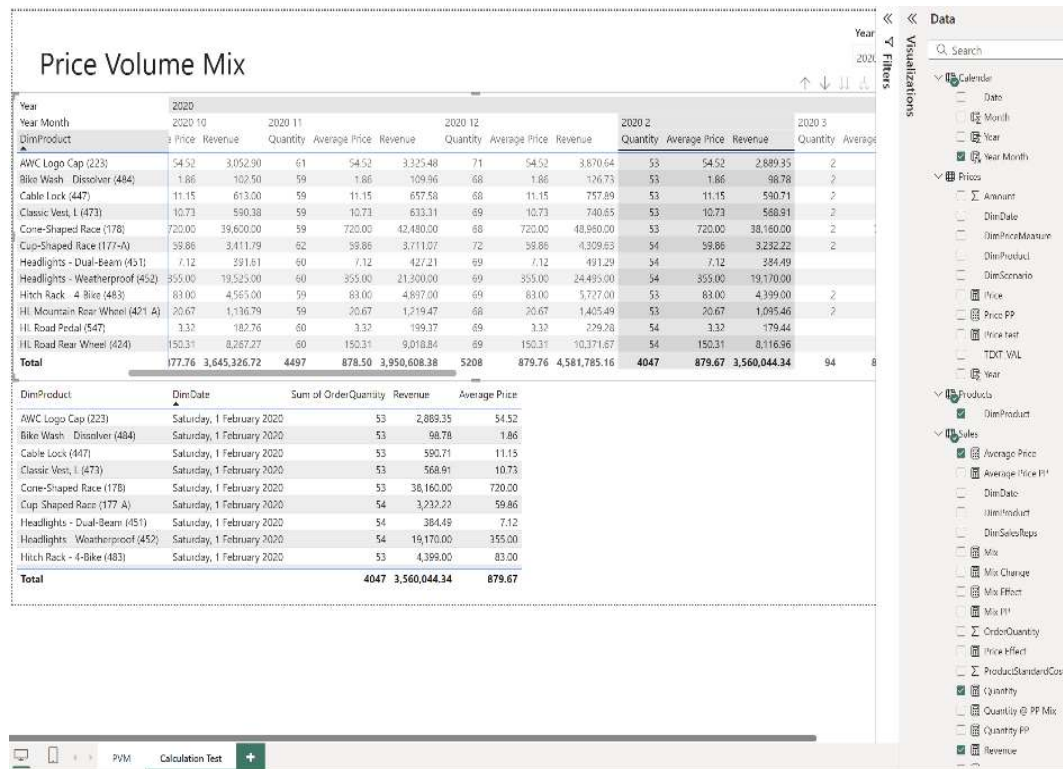 Price Volume Mix
Year
2020
Year 2020
Year Month 2020 10 2020 11 2020 12 2020 2 2020 3
DimProduct Price Revenue Quantity Average Price Revenue Quantity Average Price Revenue Quantity Average Price Revenue Quantity Average
AWC Logo Cap (223) 54.52 3,052.90 61 54.52 3,325.48 71 54.52 3,870.64 53 54.52 2,889.35 2
Bike Wash - Dissolver (484) 1.86 102.50 59 1.86 109.96 68 1.86 126.73 53 1.86 98.78 2
Cable Lock (447) 11.15 613.00 59 11.15 657.58 68 11.15 757.89 53 11.15 590.71 2
Classic Vest, L (473) 10.73 590.38 59 10.73 633.31 69 10.73 740.65 53 10.73 568.91 2
Cone-Shaped Race (178) 720.00 39,600.00 59 720.00 42,480.00 68 720.00 48,960.00 53 720.00 38,160.00 2
Cup-Shaped Race (177-A) 59.86 3,411.79 62 59.86 3,711.07 72 59.86 4,309.63 54 59.86 3,232.22 2
Headlights - Dual-Beam (451) 7.12 391.61 60 7.12 427.21 69 7.12 491.29 54 7.12 384.49
Headlights - Weatherproof (452) 355.00 19,525.00 60 355.00 21,300.00 69 355.00 24,495.00 54 355.00 19,170.00
Hitch Rack - 4-Bike (483) 83.00 4,565.00 59 83.00 4,897.00 69 83.00 5,727.00 53 83.00 4,399.00 2
HL Mountain Rear Wheel (421-A) 20.67 1,136.79 59 20.67 1,219.47 68 20.67 1,405.49 53 20.67 1,095.46 2
HL Road Pedal (547) 3.32 182.76 60 3.32 199.37 69 3.32 229.28 54 3.32 179.44
HL Road Rear Wheel (424) 150.31 8,267.27 60 150.31 9,018.84 69 150.31 10,371.67 54 150.31 8,116.96
Total 877.76 3,645,326.72 4497 878.50 3,950,608.38 5208 879.76 4,581,785.16 4047 879.67 3,560,044.34 94 8
DimProduct DimDate Sum of OrderQuantity Revenue Average Price
AWC Logo Cap (223) Saturday, 1 February 2020 53 2,889.35 54.52
Bike Wash - Dissolver (484) Saturday, 1 February 2020 53 98.78 1.86
Cable Lock (447) Saturday, 1 February 2020 53 590.71 11.15
Classic Vest, L (473) Saturday, 1 February 2020 53 568.91 10.73
Cone-Shaped Race (178) Saturday, 1 February 2020 53 38,160.00 720.00
Cup-Shaped Race (177-A) Saturday, 1 February 2020 54 3,232.22 59.86
Headlights - Dual-Beam (451) Saturday, 1 February 2020 54 384.49 7.12
Headlights - Weatherproof (452) Saturday, 1 February 2020 54 19,170.00 355.00
Hitch Rack - 4-Bike (483) Saturday, 1 February 2020 53 4,399.00 83.00
Total 4047 3,560,044.34 879.67
PVM Calculation Test
Filters
Visualizations
Data
Search
Calendar
Date
Month
Year
Year Month
Prices
Amount
DimDate
DimPriceMeasure
DimProduct
DimScenario
Price
Price PP
Price test
TEXT_VAL
Year
Products
DimProduct
Sales
Average Price
Average Price PP
DimDate
DimProduct
DimSalesReps
Mix
Mix Change
Mix Effect
Mix PP
OrderQuantity
Price Effect
ProductStandardCos
Quantity
Quantity @ PP Mix
Quantity PP
Revenue